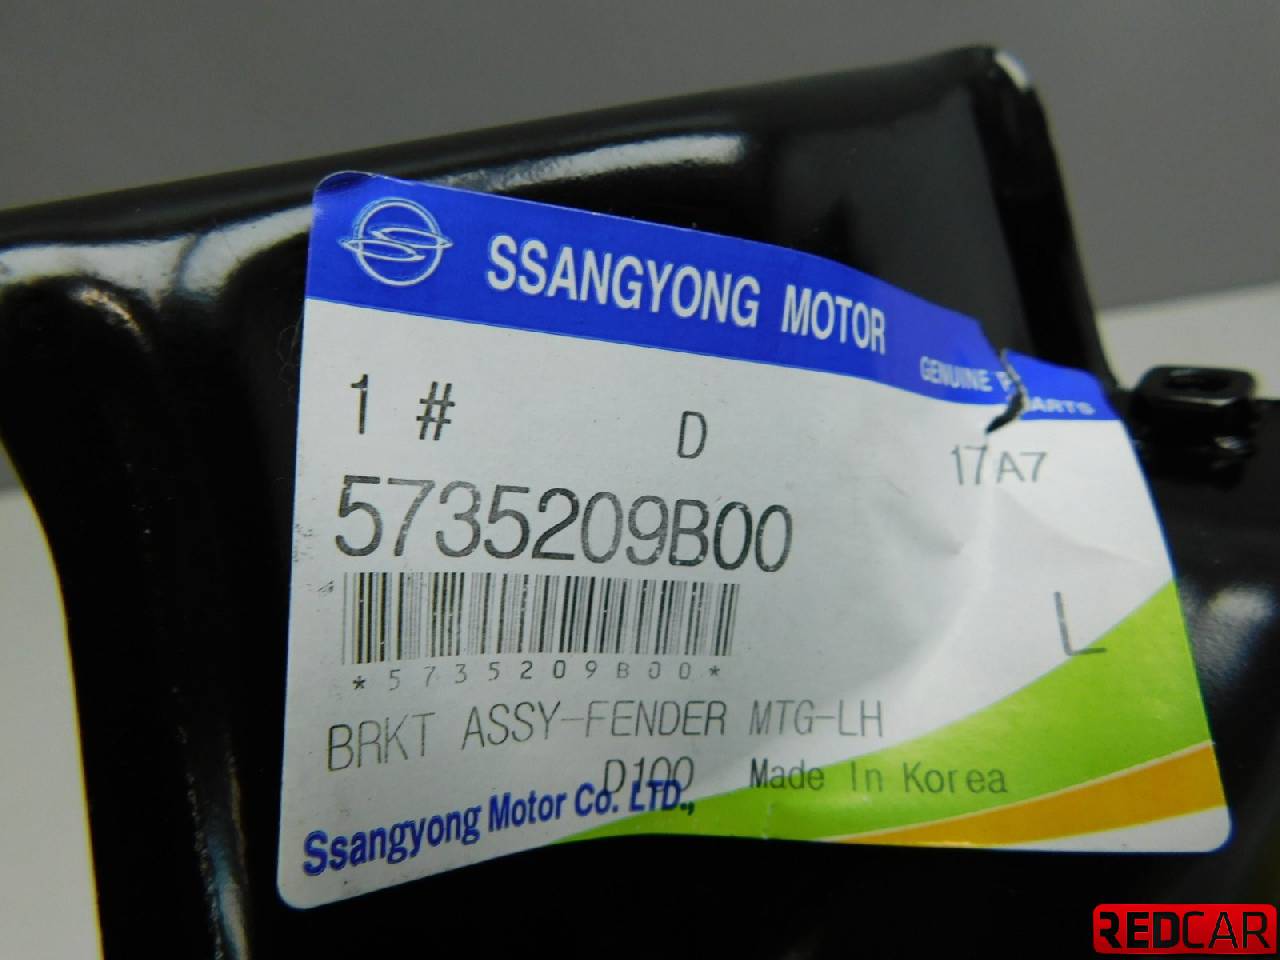 SSANGYONG MOTOR
GENUINE PARTS
1 # D 17A7
5735209B00
L
*5735209B00*
BRKT ASSY-FENDER MTG-LH
D100 Made In Korea
Ssangyong Motor Co. LTD.,
REDCAR